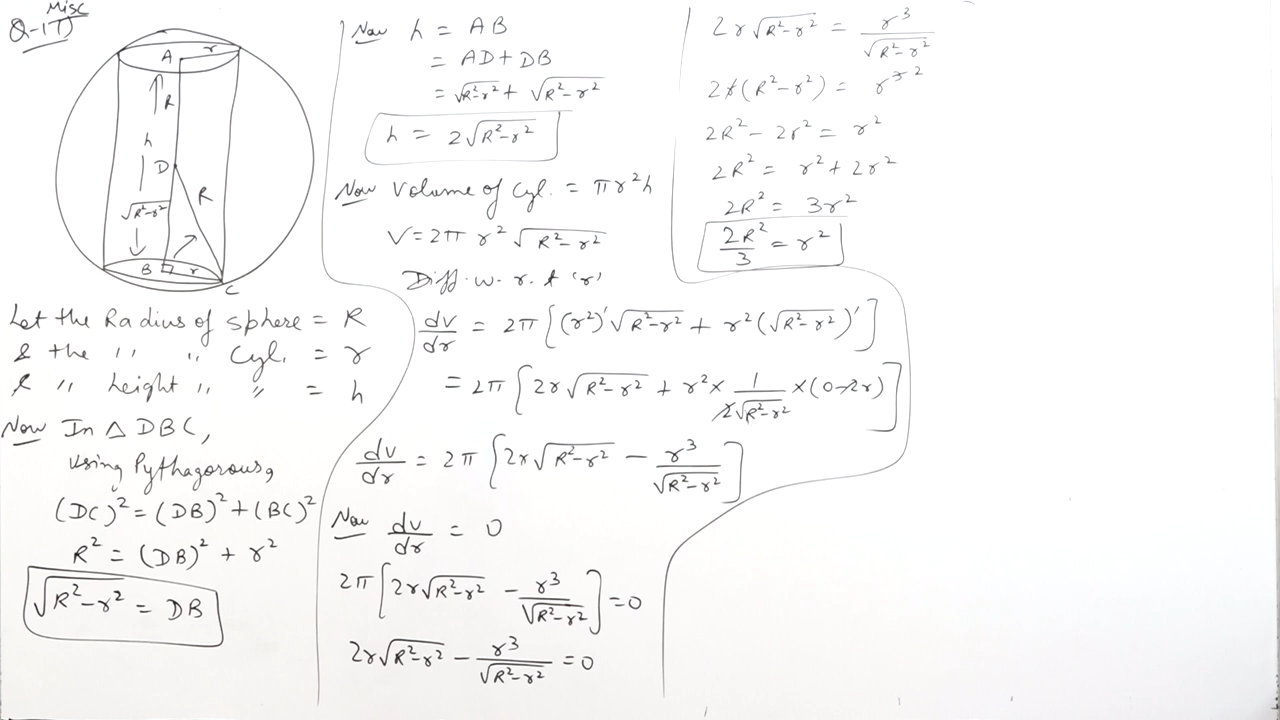 Misc
Q-17)
A r
R
h
D
R
√R²-r²
B r
C
Let the Radius of sphere = R
& the '' '' Cyl. = r
& '' height '' '' = h
Now In △ DBC,
Using Pythagorous,
(DC)² = (DB)² + (BC)²
R² = (DB)² + r²
√R²-r² = DB
Now h = AB
= AD + DB
= √R²-r² + √R²-r²
h = 2√R²-r²
Now Volume of Cyl. = πr²h
V = 2π r² √R²-r²
Diff. w. r. t 'r'
dv/dr = 2π [(r²)' √R²-r² + r² (√R²-r²)']
= 2π [2r √R²-r² + r² × 1/2√R²-r² × (0-2r)]
dv/dr = 2π [2r √R²-r² - r³/√R²-r²]
Now dv/dr = 0
2π [2r √R²-r² - r³/√R²-r²] = 0
2r √R²-r² - r³/√R²-r² = 0
2r √R²-r² = r³/√R²-r²
2r (R²-r²) = r³ ²
2R² - 2r² = r²
2R² = r² + 2r²
2R² = 3r²
2R²/3 = r²